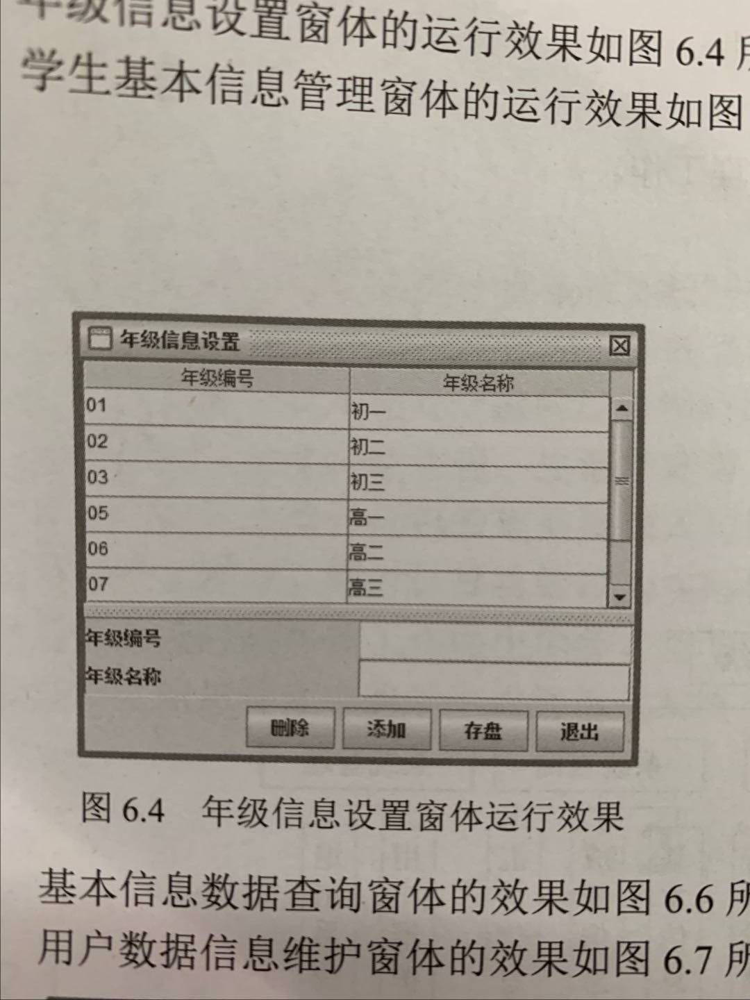 年级信息设置窗体的运行效果如图 6.4 所
学生基本信息管理窗体的运行效果如图
年级信息设置
年级编号 年级名称
01 初一
02 初二
03 初三
05 高一
06 高二
07 高三
年级编号
年级名称
删除 添加 存盘 退出
图 6.4 年级信息设置窗体运行效果
基本信息数据查询窗体的效果如图 6.6 所
用户数据信息维护窗体的效果如图 6.7 所